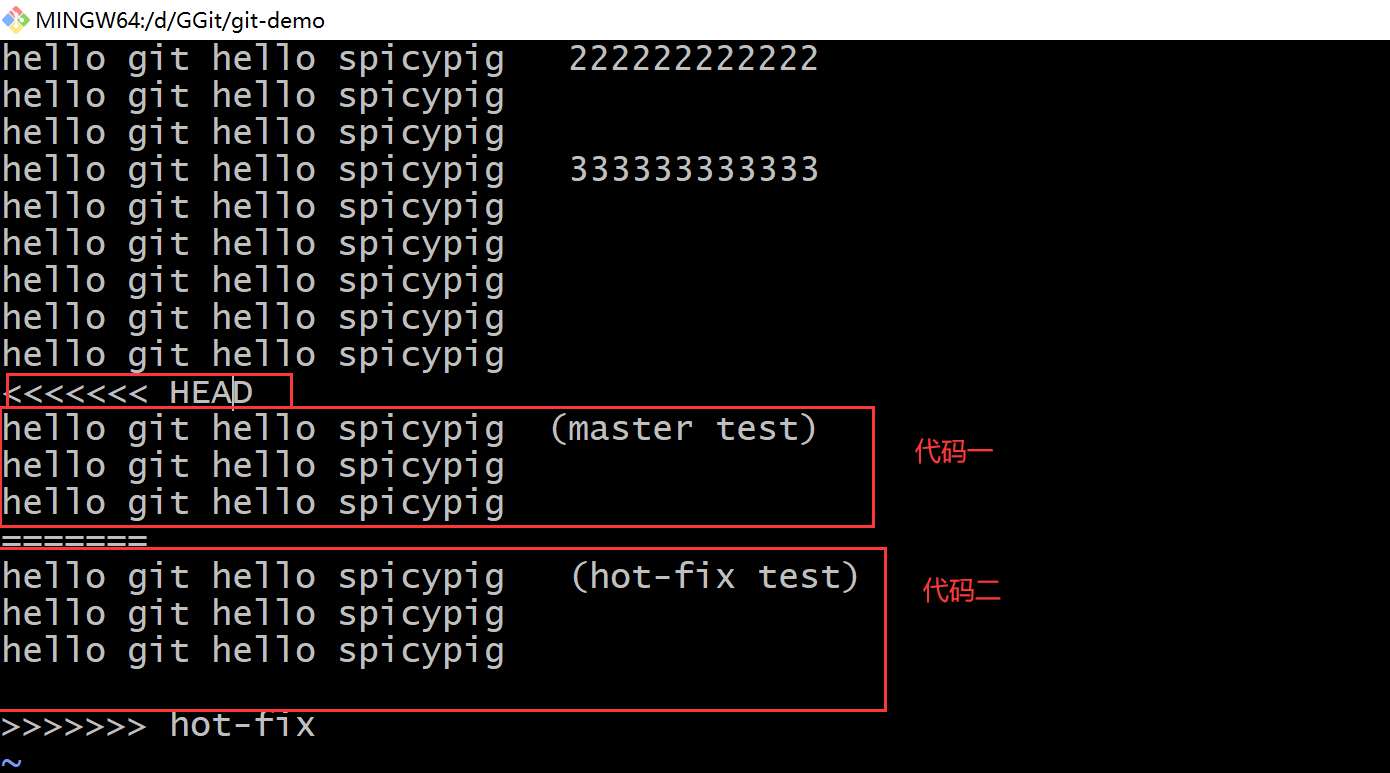 MINGW64:/d/GGit/git-demo
hello git hello spicypig   222222222222
hello git hello spicypig
hello git hello spicypig
hello git hello spicypig   333333333333
hello git hello spicypig
hello git hello spicypig
hello git hello spicypig
hello git hello spicypig
hello git hello spicypig
<<<<<<< HEAD
hello git hello spicypig  (master test)
hello git hello spicypig
代码一
hello git hello spicypig
=======
hello git hello spicypig   (hot-fix test)
代码二
hello git hello spicypig
hello git hello spicypig
>>>>>>> hot-fix
~